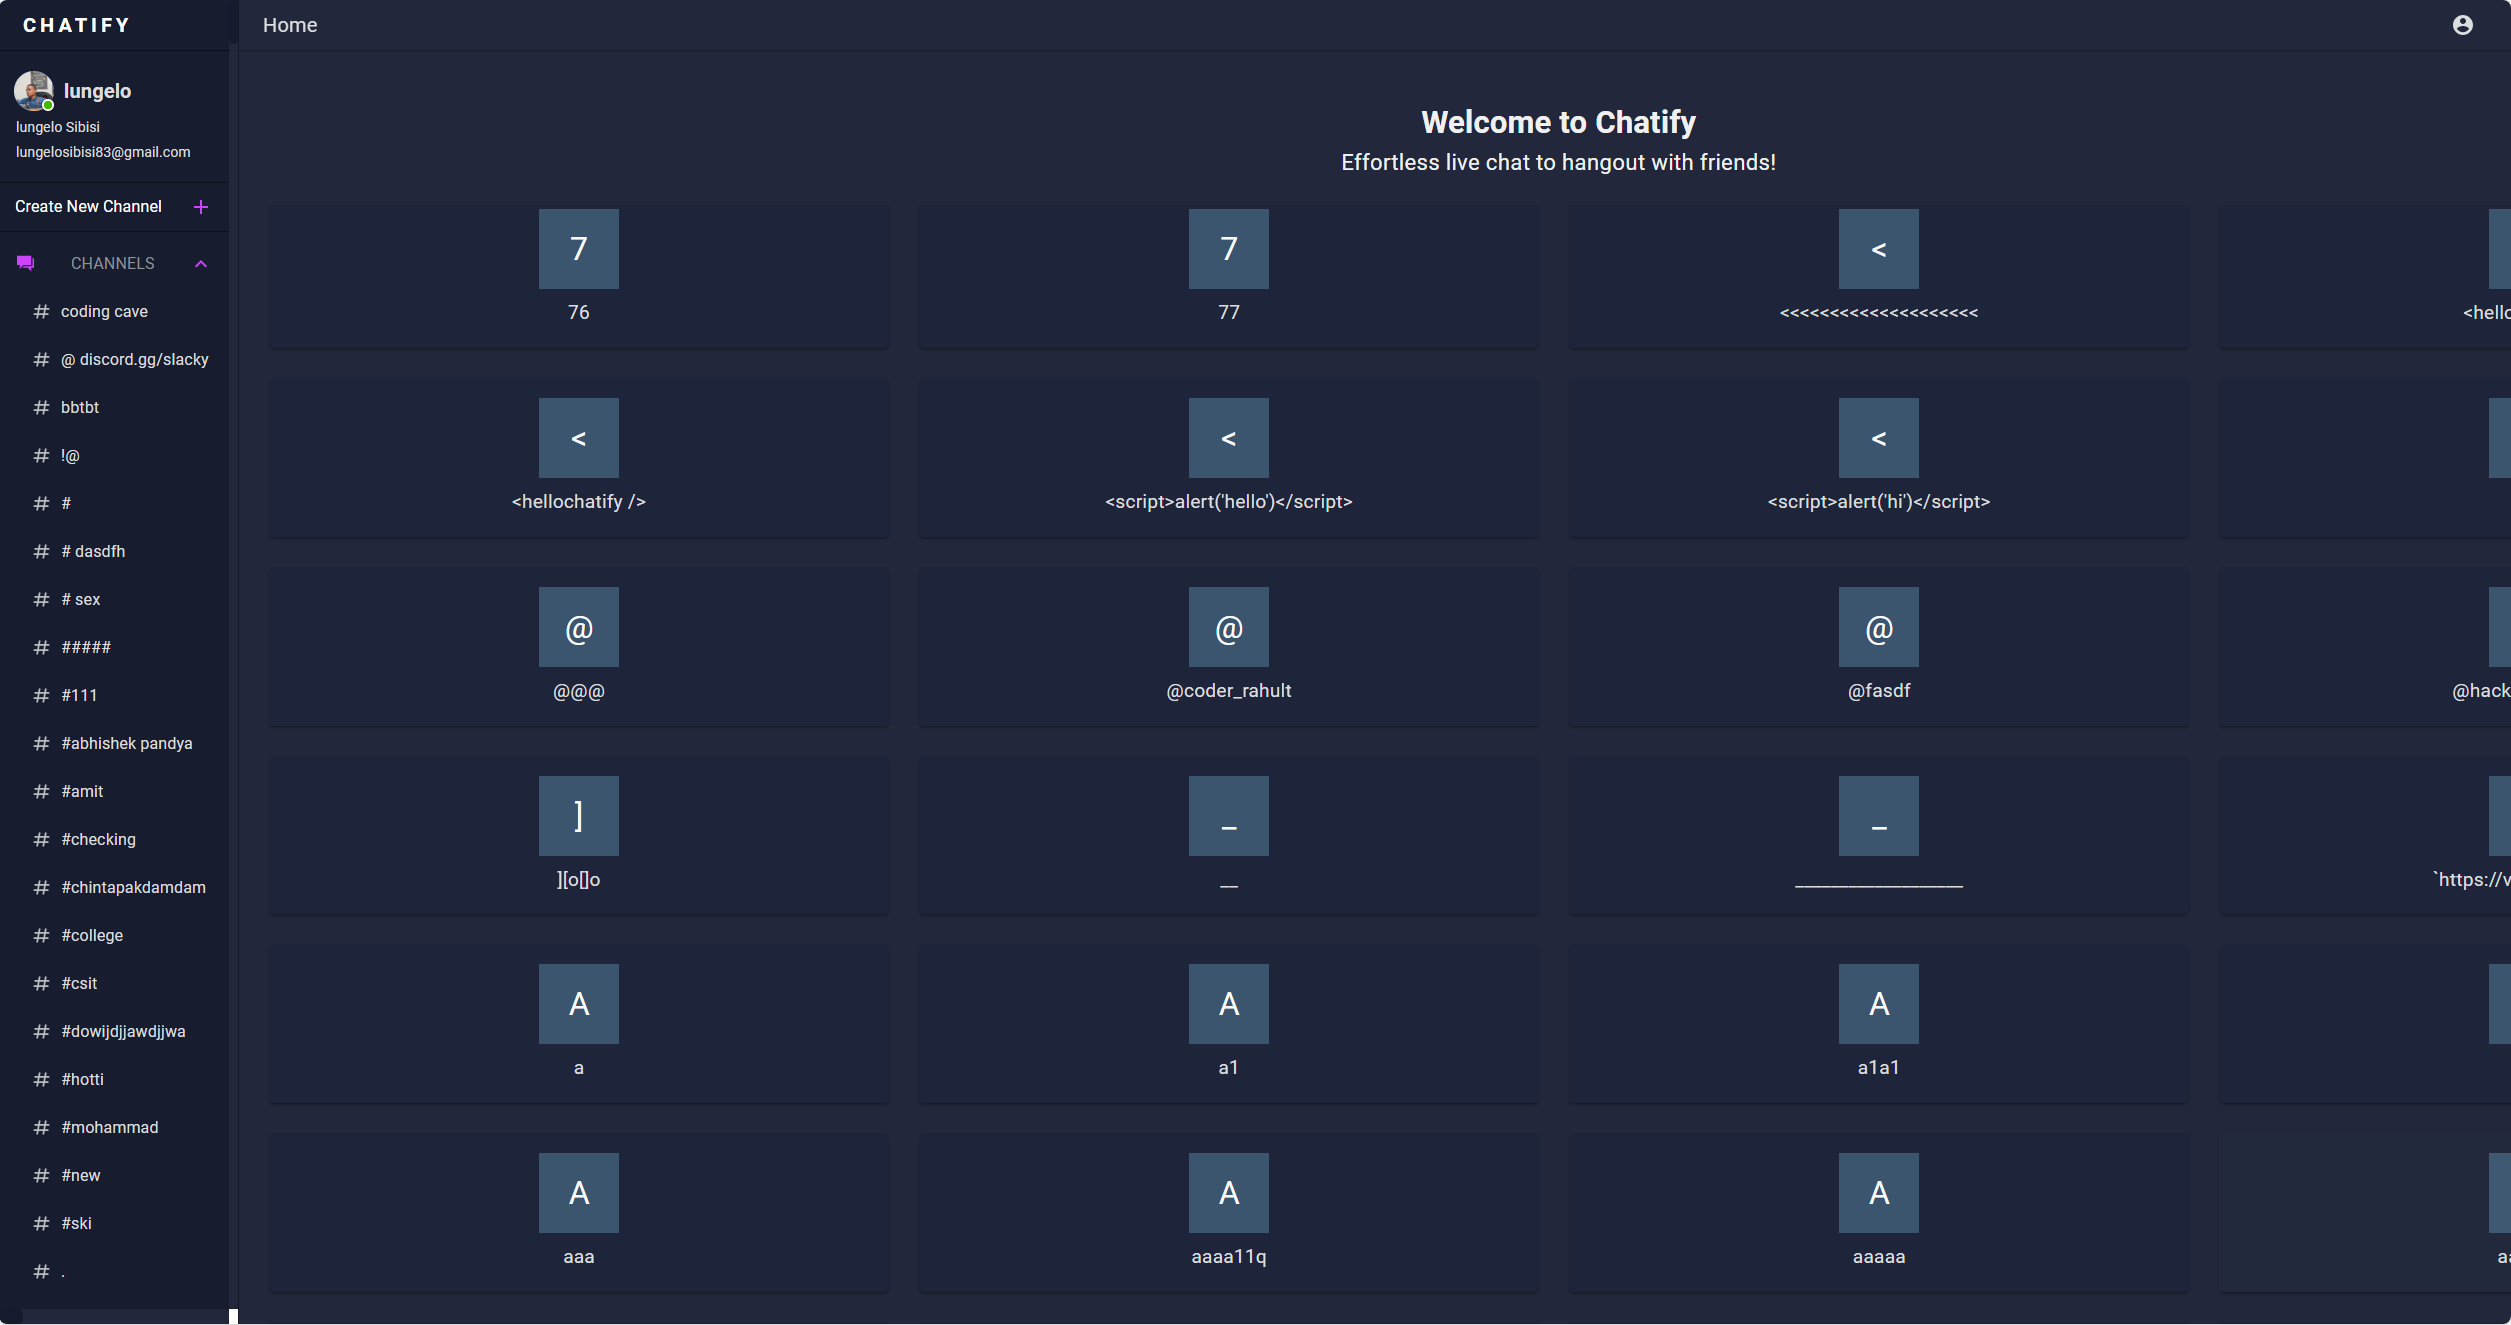 CHATIFY
lungelo
lungelo Sibisi
lungelosibisi83@gmail.com
Create New Channel
CHANNELS
# coding cave
# @ discord.gg/slacky
# bbtbt
# !@
# #
# # dasdfh
# # sex
# #####
# #111
# #abhishek pandya
# #amit
# #checking
# #chintapakdamdam
# #college
# #csit
# #dowijdjjawdjjwa
# #hotti
# #mohammad
# #new
# #ski
# .
Home
Welcome to Chatify
Effortless live chat to hangout with friends!
7 7 <
76 77 <<<<<<<<<<<<<<<<<<<< <hello
< < <
<hellochatify /> <script>alert('hello')</script> <script>alert('hi')</script>
@ @ @
@@@ @coder_rahult @fasdf @hack
] _ _
][o[]o __ ___________________ `https://v
A A A
a a1 a1a1
A A A
aaa aaaa11q aaaaa